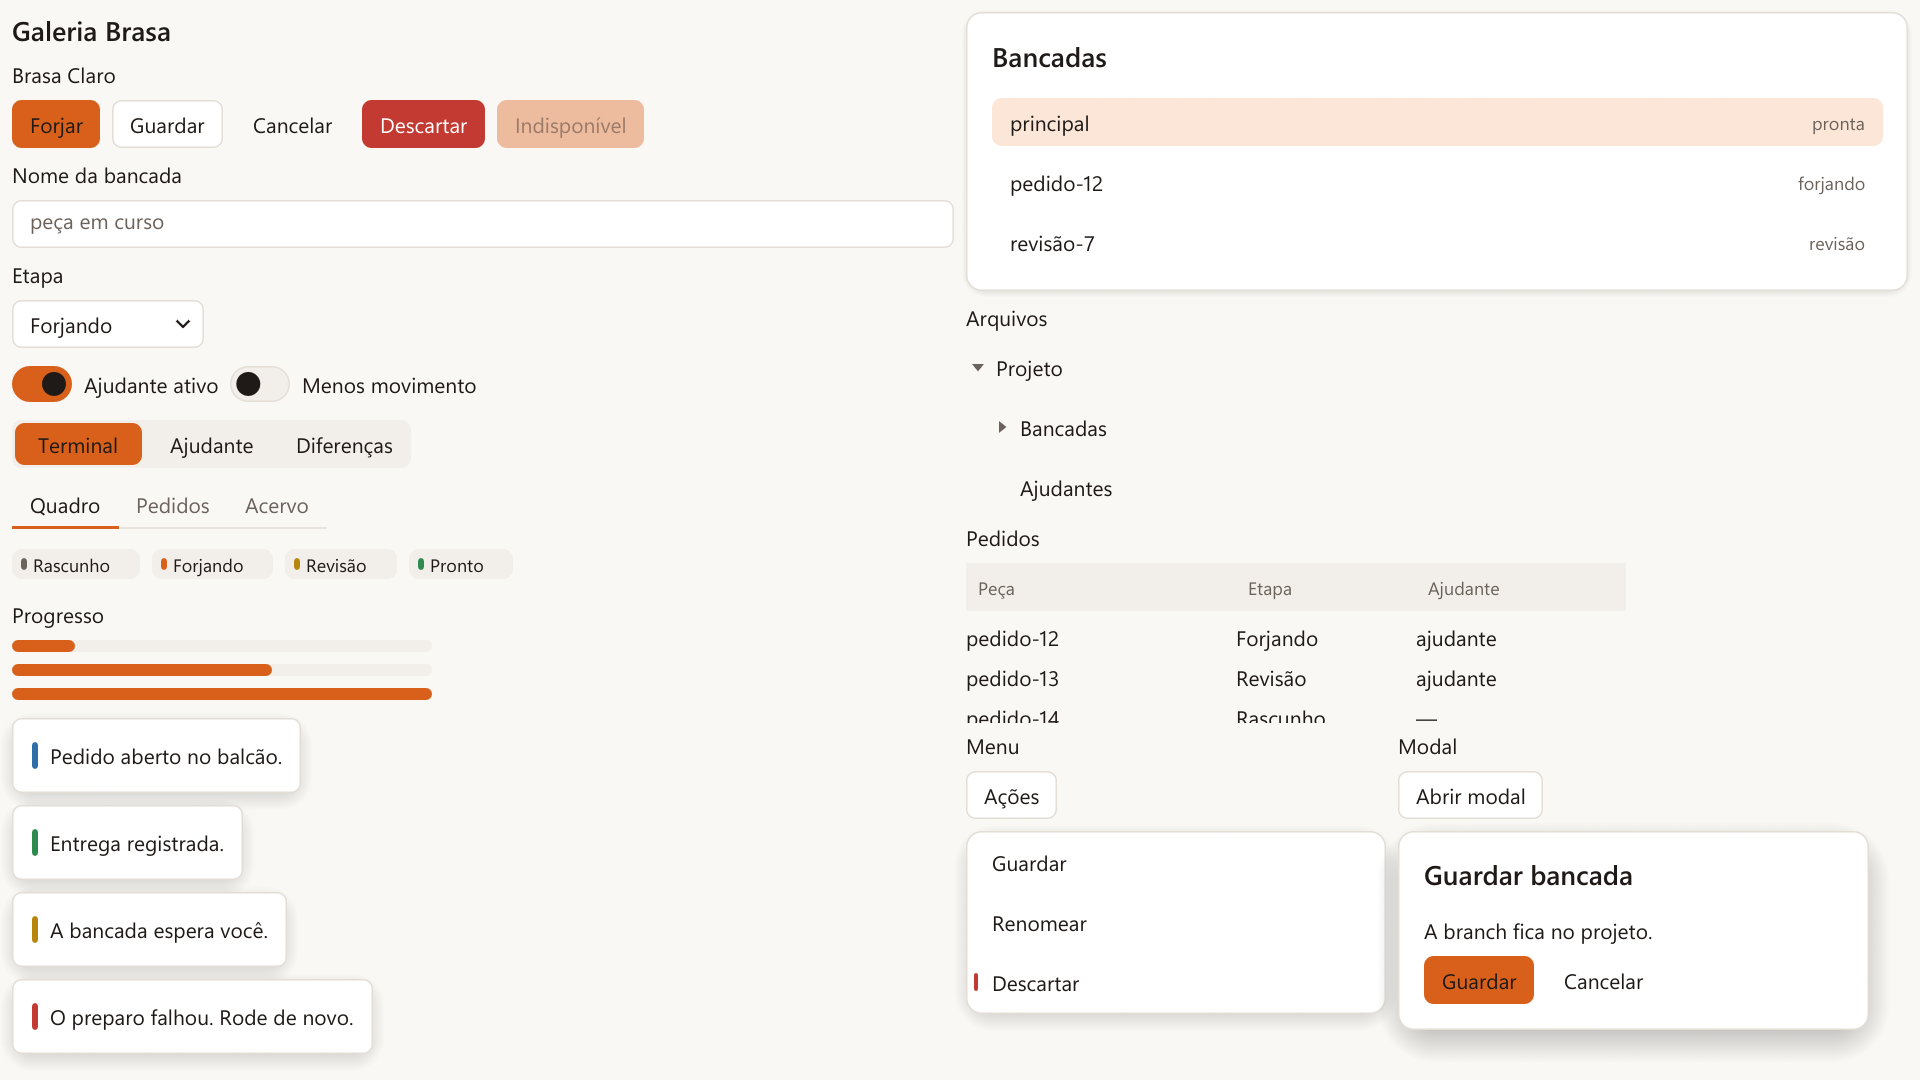 Galeria Brasa
Brasa Claro
Forjar Guardar Cancelar Descartar Indisponível
Nome da bancada
peça em curso
Etapa
Forjando
Ajudante ativo Menos movimento
Terminal Ajudante Diferenças
Quadro Pedidos Acervo
Rascunho Forjando Revisão Pronto
Progresso
Pedido aberto no balcão.
Entrega registrada.
A bancada espera você.
O preparo falhou. Rode de novo.
Bancadas
principal pronta
pedido-12 forjando
revisão-7 revisão
Arquivos
Projeto
Bancadas
Ajudantes
Pedidos
Peça Etapa Ajudante
pedido-12 Forjando ajudante
pedido-13 Revisão ajudante
pedido-14 Rascunho —
Menu
Ações
Guardar
Renomear
Descartar
Modal
Abrir modal
Guardar bancada
A branch fica no projeto.
Guardar Cancelar